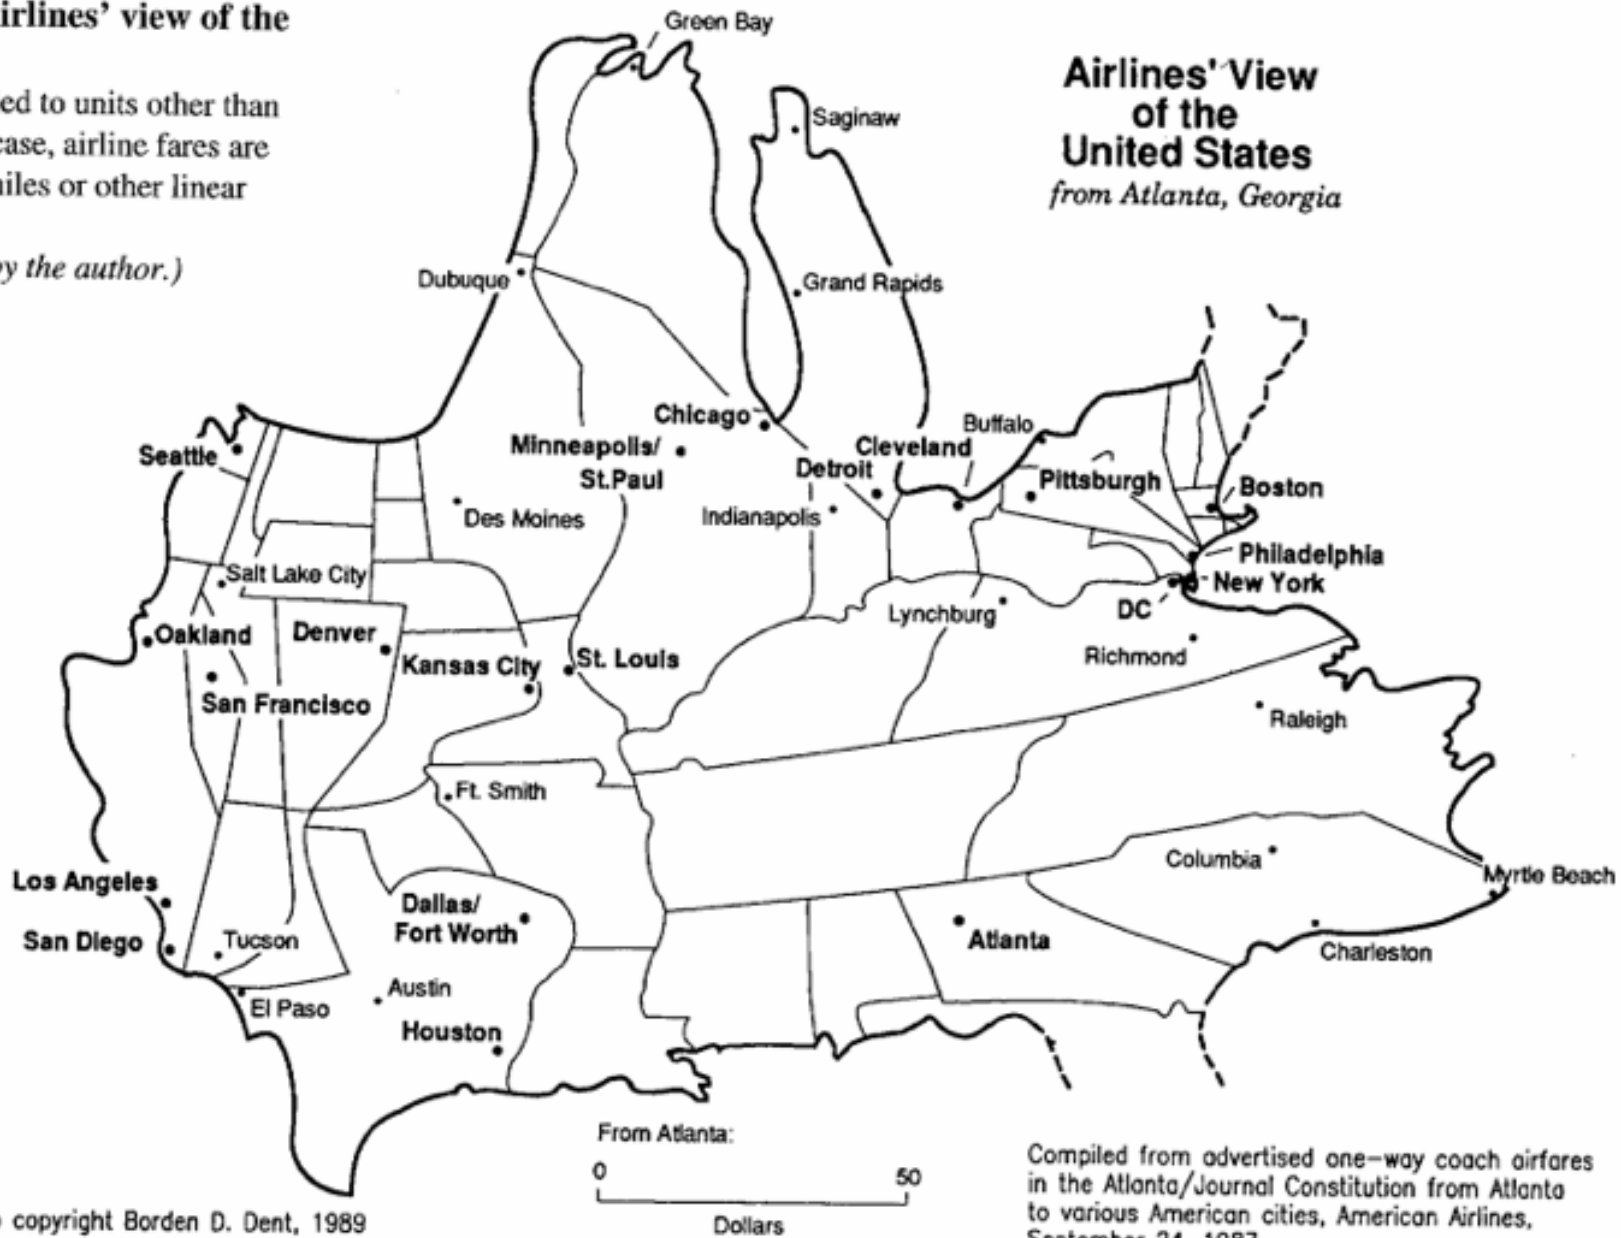 irlines' view of the
ed to units other than
case, airline fares are
niles or other linear
by the author.)
Airlines' View
of the
United States
from Atlanta, Georgia
Green Bay
Saginaw
Dubuque
Grand Rapids
Chicago
Minneapolis/
St.Paul
Seattle
Des Moines
Buffalo
Cleveland
Detroit
Pittsburgh
Boston
Indianapolis
Salt Lake City
Philadelphia
New York
DC
Lynchburg
Oakland
Denver
Kansas City
St. Louis
Richmond
San Francisco
Raleigh
Ft. Smith
Columbia
Myrtle Beach
Los Angeles
Dallas/
Fort Worth
San Diego
Tucson
Atlanta
Charleston
El Paso
Austin
Houston
From Atlanta:
0 50
Dollars
Compiled from advertised one-way coach airfares
in the Atlanta/Journal Constitution from Atlanta
to various American cities, American Airlines,
copyright Borden D. Dent, 1989